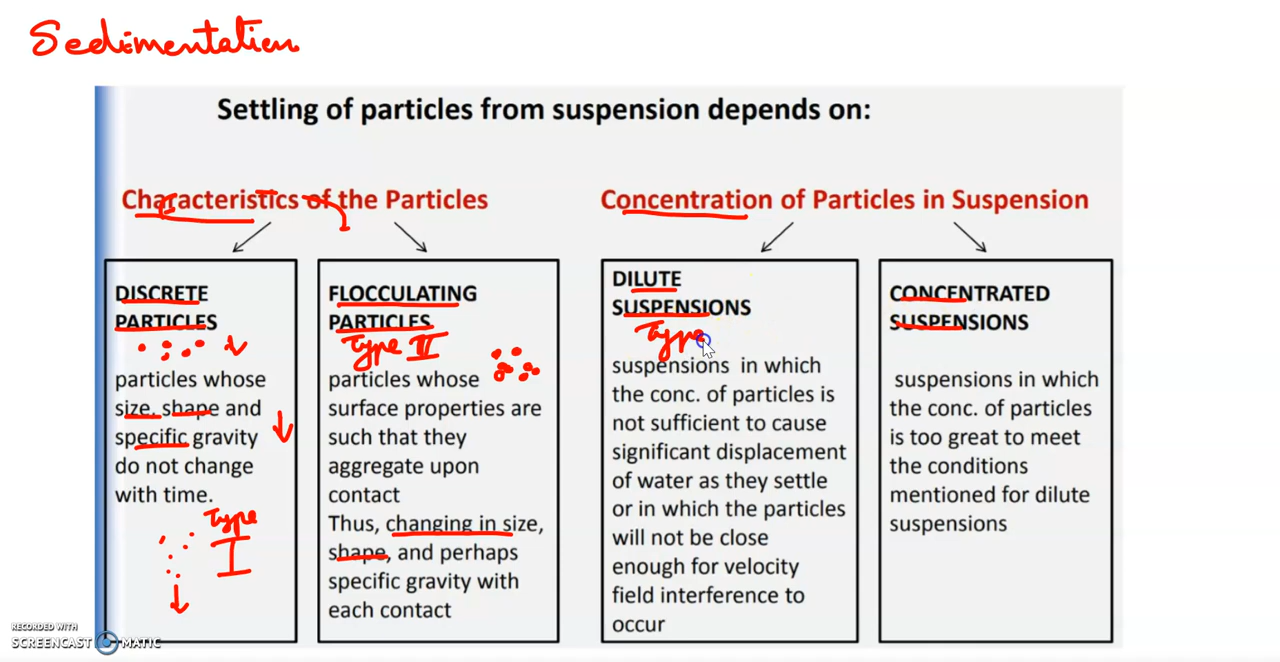 Sedimentation
Settling of particles from suspension depends on:
Characteristics of the Particles
Concentration of Particles in Suspension
DISCRETE
PARTICLES
particles whose
size, shape and
specific gravity
do not change
with time.
Type
I
FLOCCULATING
PARTICLES
Type II
particles whose
surface properties are
such that they
aggregate upon
contact
Thus, changing in size,
shape, and perhaps
specific gravity with
each contact
DILUTE
SUSPENSIONS
Type
suspensions in which
the conc. of particles is
not sufficient to cause
significant displacement
of water as they settle
or in which the particles
will not be close
enough for velocity
field interference to
occur
CONCENTRATED
SUSPENSIONS
suspensions in which
the conc. of particles
is too great to meet
the conditions
mentioned for dilute
suspensions
RECORDED WITH
SCREENCAST MATIC